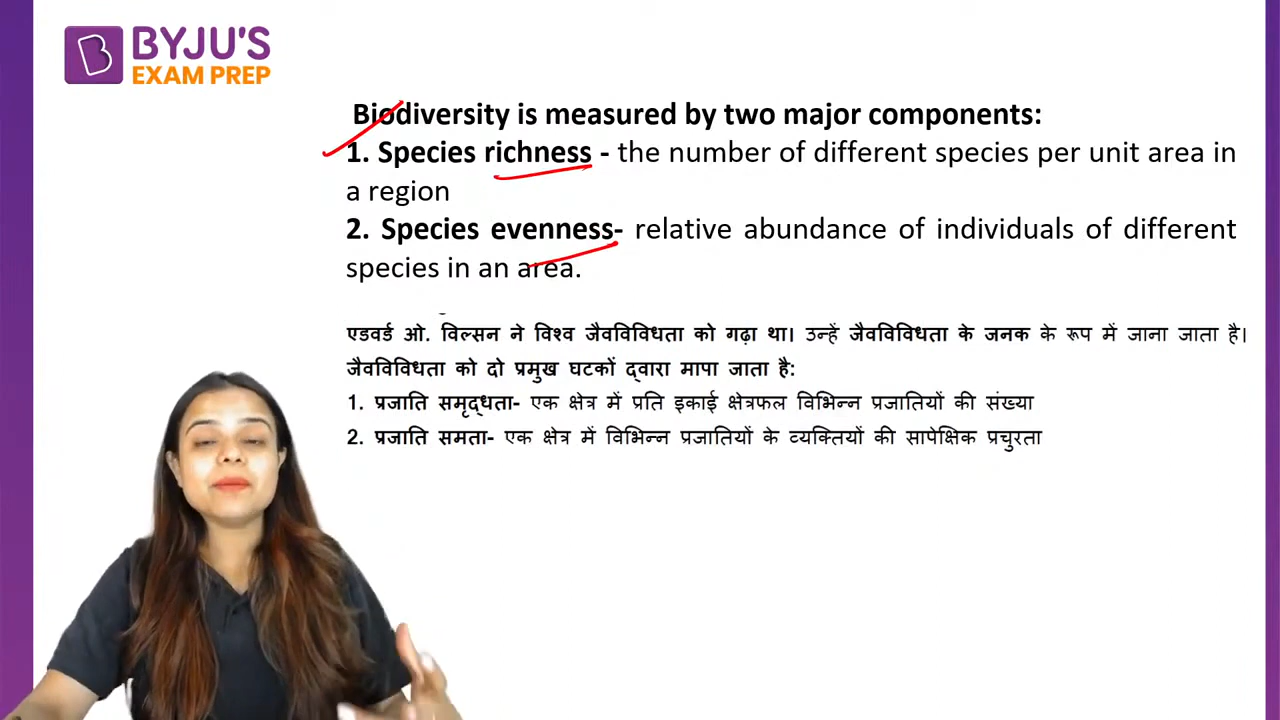 BYJU'S
EXAM PREP
Biodiversity is measured by two major components:
1. Species richness - the number of different species per unit area in
a region
2. Species evenness- relative abundance of individuals of different
species in an area.
एडवर्ड ओ. विल्सन ने विश्व जैवविविधता को गढ़ा था। उन्हें जैवविविधता के जनक के रूप में जाना जाता है।
जैवविविधता को दो प्रमुख घटकों द्वारा मापा जाता है:
1. प्रजाति समृद्धता- एक क्षेत्र में प्रति इकाई क्षेत्रफल विभिन्न प्रजातियों की संख्या
2. प्रजाति समता- एक क्षेत्र में विभिन्न प्रजातियों के व्यक्तियों की सापेक्षिक प्रचुरता